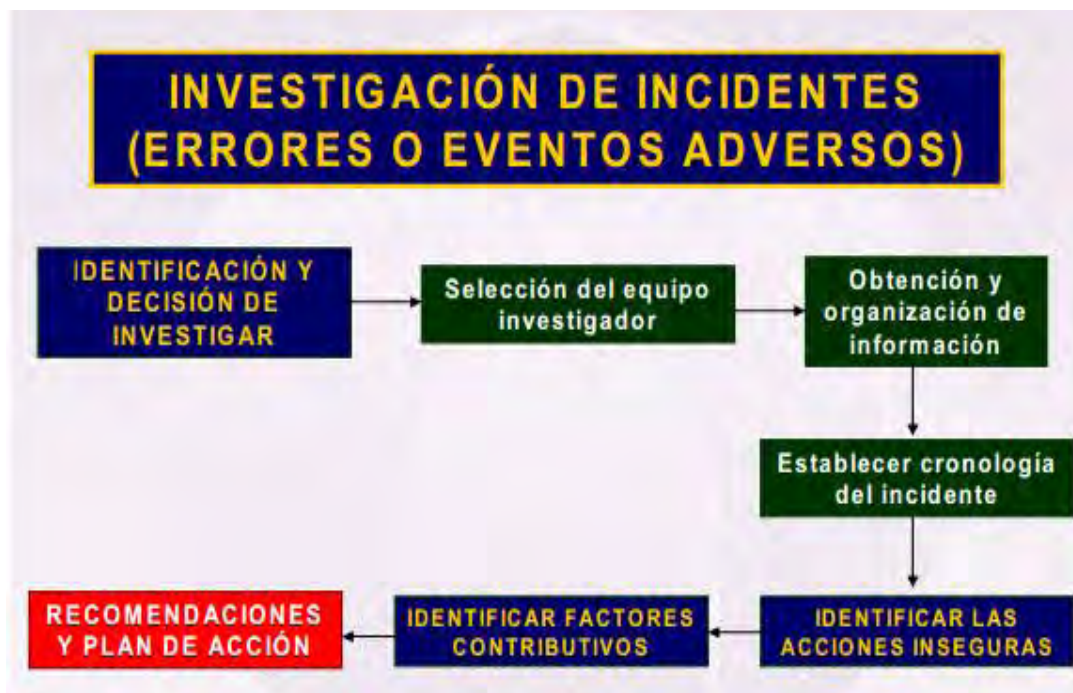 INVESTIGACIÓN DE INCIDENTES
(ERRORES O EVENTOS ADVERSOS)
IDENTIFICACIÓN Y
DECISIÓN DE
INVESTIGAR
Selección del equipo
investigador
Obtención y
organización de
información
Establecer cronología
del incidente
IDENTIFICAR LAS
ACCIONES INSEGURAS
IDENTIFICAR FACTORES
CONTRIBUTIVOS
RECOMENDACIONES
Y PLAN DE ACCIÓN